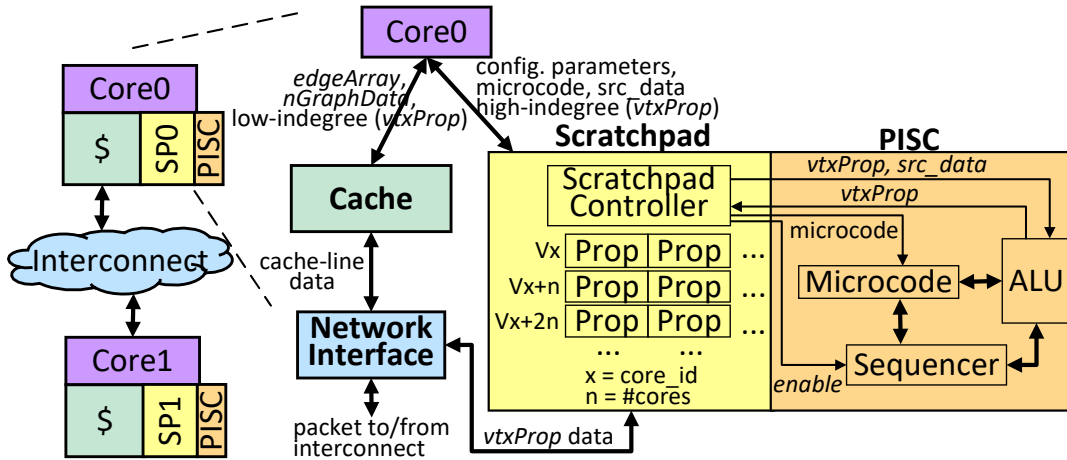 Core0
$
SP0
PISC
Interconnect
Core1
$
SP1
PISC
Core0
edgeArray,
nGraphData,
low-indegree (vtxProp)
config. parameters,
microcode, src_data
high-indegree (vtxProp)
Cache
cache-line
data
Network
Interface
packet to/from
interconnect
vtxProp data
Scratchpad
Scratchpad
Controller
Vx Prop Prop ...
Vx+n Prop Prop ...
Vx+2n Prop Prop ...
... ...
x = core_id
n = #cores
PISC
vtxProp, src_data
vtxProp
microcode
Microcode
ALU
Sequencer
enable